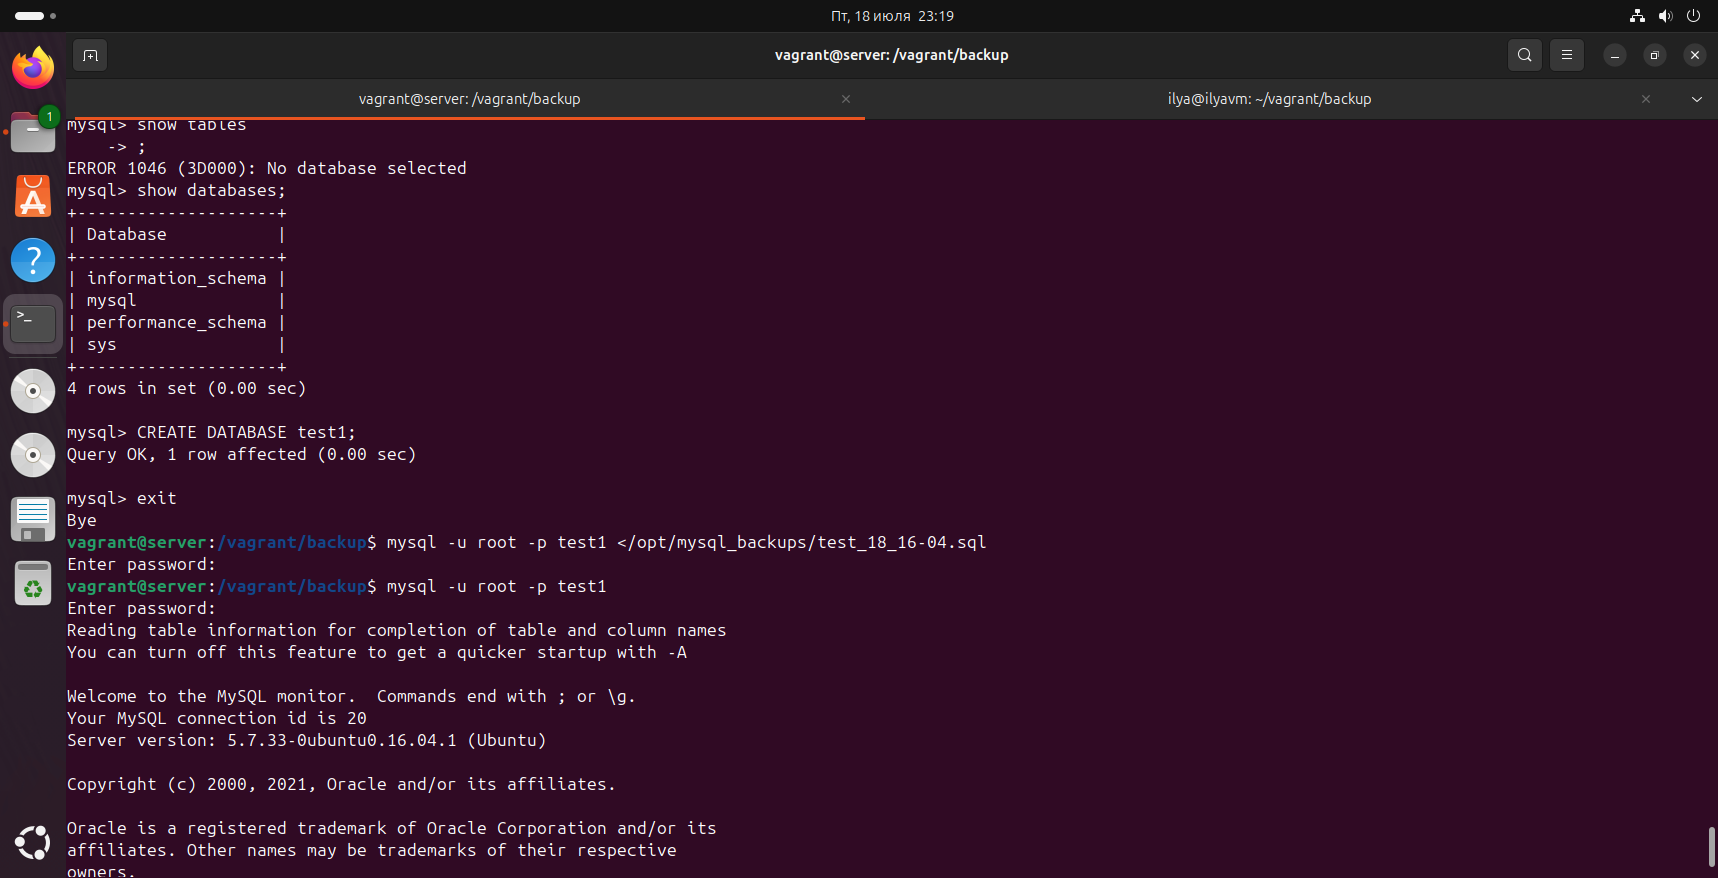 Пт, 18 июля 23:19
vagrant@server: /vagrant/backup
vagrant@server: /vagrant/backup
ilya@ilyavm: ~/vagrant/backup
1
mysql> show tables
    -> ;
ERROR 1046 (3D000): No database selected
mysql> show databases;
+--------------------+
| Database           |
+--------------------+
| information_schema |
| mysql              |
| performance_schema |
| sys                |
+--------------------+
4 rows in set (0.00 sec)
mysql> CREATE DATABASE test1;
Query OK, 1 row affected (0.00 sec)
mysql> exit
Bye
vagrant@server:/vagrant/backup$ mysql -u root -p test1 </opt/mysql_backups/test_18_16-04.sql
Enter password:
vagrant@server:/vagrant/backup$ mysql -u root -p test1
Enter password:
Reading table information for completion of table and column names
You can turn off this feature to get a quicker startup with -A
Welcome to the MySQL monitor.  Commands end with ; or \g.
Your MySQL connection id is 20
Server version: 5.7.33-0ubuntu0.16.04.1 (Ubuntu)
Copyright (c) 2000, 2021, Oracle and/or its affiliates.
Oracle is a registered trademark of Oracle Corporation and/or its
affiliates. Other names may be trademarks of their respective
owners.